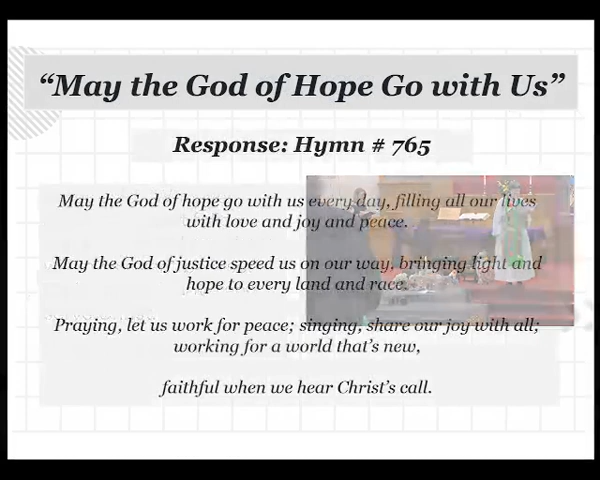 “May the God of Hope Go with Us”
Response: Hymn # 765
May the God of hope go with us every day, filling all our lives
with love and joy and peace.
May the God of justice speed us on our way, bringing light and
hope to every land and race.
Praying, let us work for peace; singing, share our joy with all;
working for a world that’s new,
faithful when we hear Christ’s call.